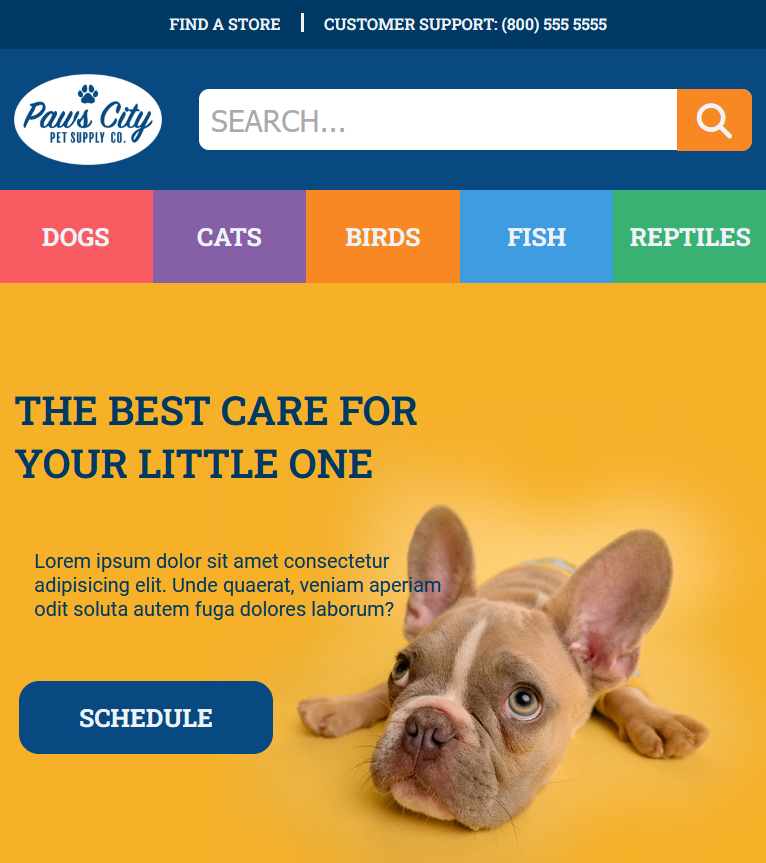 FIND A STORE | CUSTOMER SUPPORT: (800) 555 5555
Paws City
PET SUPPLY CO.
SEARCH...
DOGS CATS BIRDS FISH REPTILES
THE BEST CARE FOR
YOUR LITTLE ONE
Lorem ipsum dolor sit amet consectetur
adipisicing elit. Unde quaerat, veniam aperiam
odit soluta autem fuga dolores laborum?
SCHEDULE